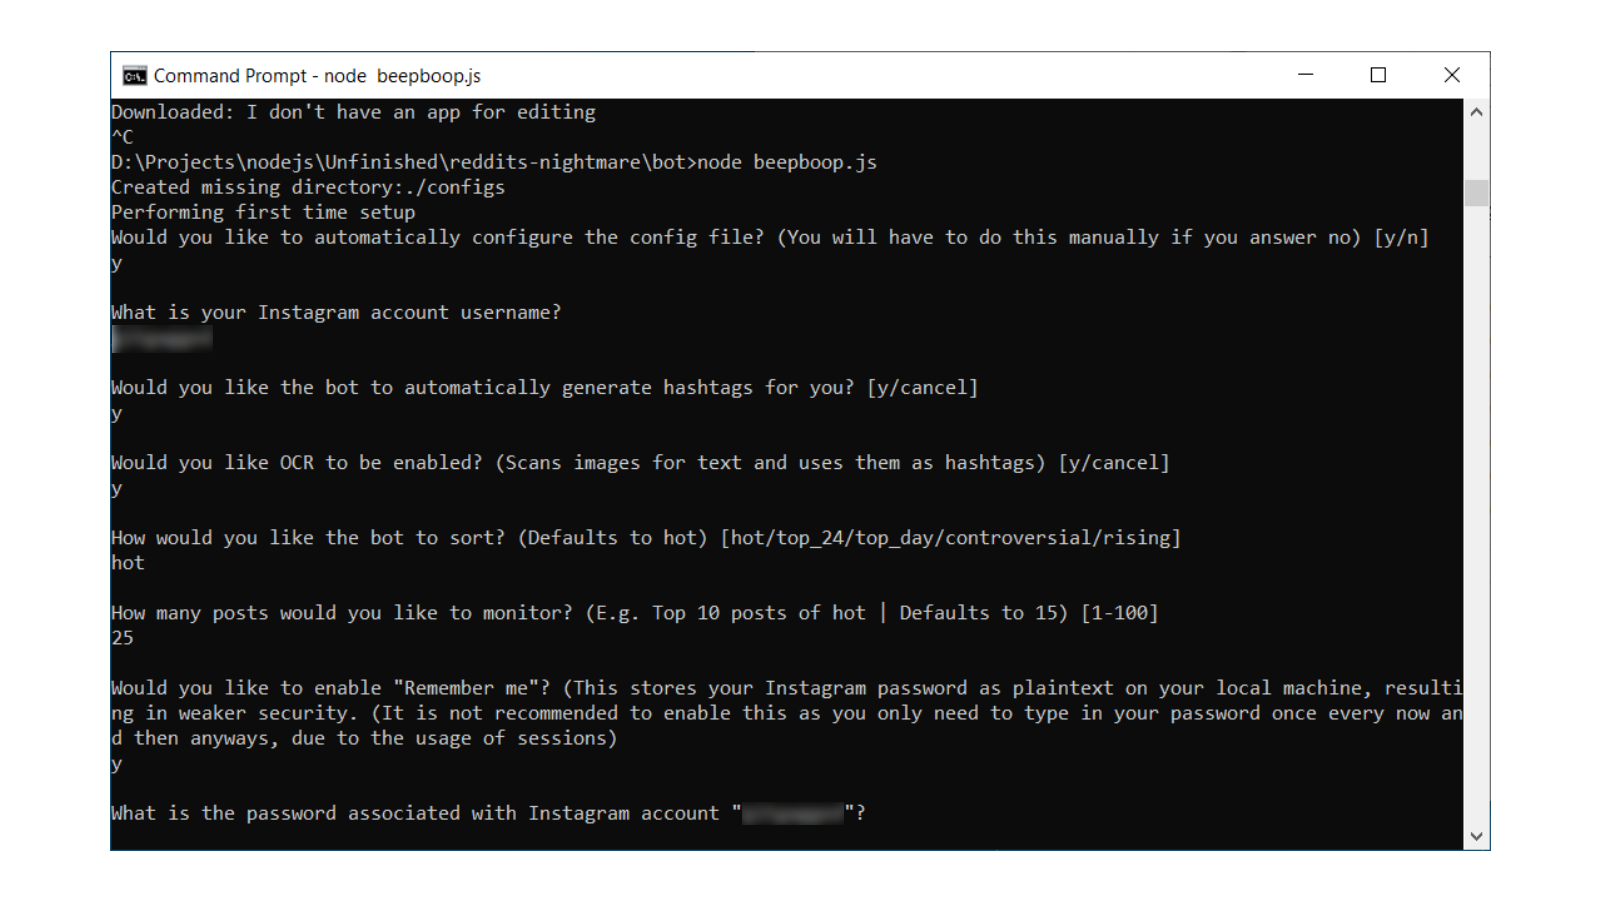 Command Prompt - node  beepboop.js
Downloaded: I don't have an app for editing
^C
D:\Projects\nodejs\Unfinished\reddits-nightmare\bot>node beepboop.js
Created missing directory:./configs
Performing first time setup
Would you like to automatically configure the config file? (You will have to do this manually if you answer no) [y/n]
y
What is your Instagram account username?
Would you like the bot to automatically generate hashtags for you? [y/cancel]
y
Would you like OCR to be enabled? (Scans images for text and uses them as hashtags) [y/cancel]
y
How would you like the bot to sort? (Defaults to hot) [hot/top_24/top_day/controversial/rising]
hot
How many posts would you like to monitor? (E.g. Top 10 posts of hot | Defaults to 15) [1-100]
25
Would you like to enable "Remember me"? (This stores your Instagram password as plaintext on your local machine, resulti
ng in weaker security. (It is not recommended to enable this as you only need to type in your password once every now an
d then anyways, due to the usage of sessions)
y
What is the password associated with Instagram account ""?